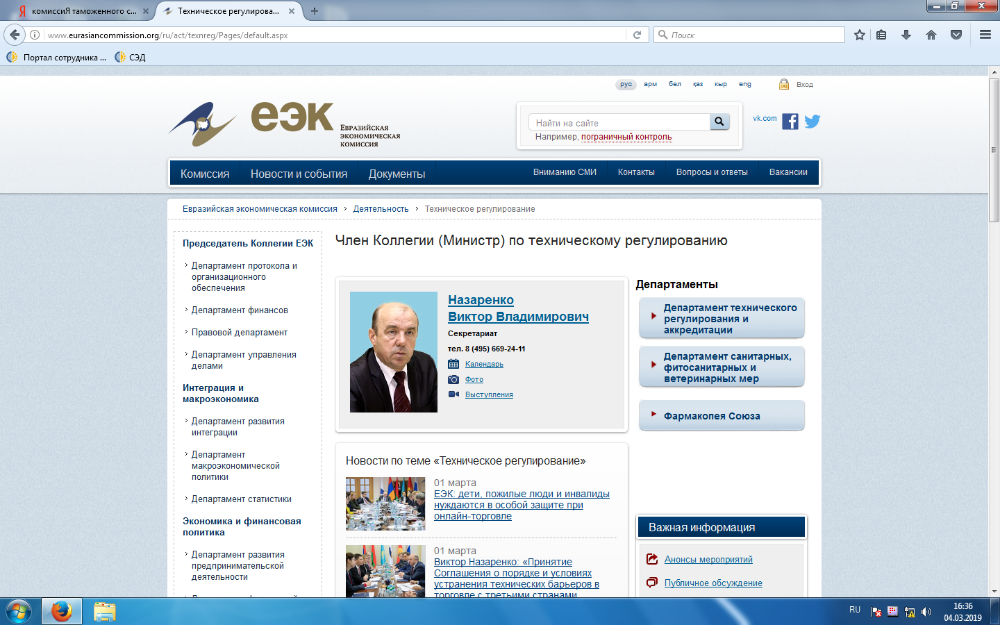 комиссиЯ таможенного с...
Техническое регулирова...
www.eurasiancommission.org/ru/act/texnreg/Pages/default.aspx
Поиск
Портал сотрудника ...
СЭД
рус арм бел қаз кыр eng
Вход
ЕЭК
Евразийская
экономическая
комиссия
Найти на сайте
Например, пограничный контроль
vk.com
Комиссия Новости и события Документы
Вниманию СМИ Контакты Вопросы и ответы Вакансии
Евразийская экономическая комиссия › Деятельность › Техническое регулирование
Председатель Коллегии ЕЭК
Департамент протокола и
организационного
обеспечения
Департамент финансов
Правовой департамент
Департамент управления
делами
Интеграция и
макроэкономика
Департамент развития
интеграции
Департамент
макроэкономической
политики
Департамент статистики
Экономика и финансовая
политика
Департамент развития
предпринимательской
деятельности
Член Коллегии (Министр) по техническому регулированию
Назаренко
Виктор Владимирович
Секретариат
тел. 8 (495) 669-24-11
Календарь
Фото
Выступления
Новости по теме «Техническое регулирование»
01 марта
ЕЭК: дети, пожилые люди и инвалиды
нуждаются в особой защите при
онлайн-торговле
01 марта
Виктор Назаренко: «Принятие
Соглашения о порядке и условиях
устранения технических барьеров в
торговле с третьими странами
Департаменты
Департамент технического
регулирования и
аккредитации
Департамент санитарных,
фитосанитарных и
ветеринарных мер
Фармакопея Союза
Важная информация
Анонсы мероприятий
Публичное обсуждение
RU
16:36
04.03.2019